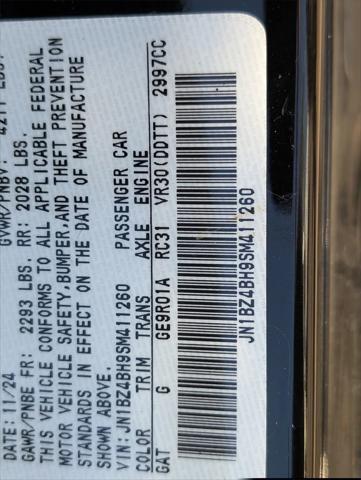 DATE: 11/24 GVWR/PNBV: 4211 LBS.
GAWR/PNBE FR: 2293 LBS. RR: 2028 LBS.
THIS VEHICLE CONFORMS TO ALL APPLICABLE FEDERAL
MOTOR VEHICLE SAFETY,BUMPER,AND THEFT PREVENTION
STANDARDS IN EFFECT ON THE DATE OF MANUFACTURE
SHOWN ABOVE.
VIN: JN1BZ4BH9SM411260 PASSENGER CAR
COLOR TRIM TRANS AXLE ENGINE
GAT G GE9R01A RC31 VR30(DDTT) 2997CC
JN1BZ4BH9SM411260